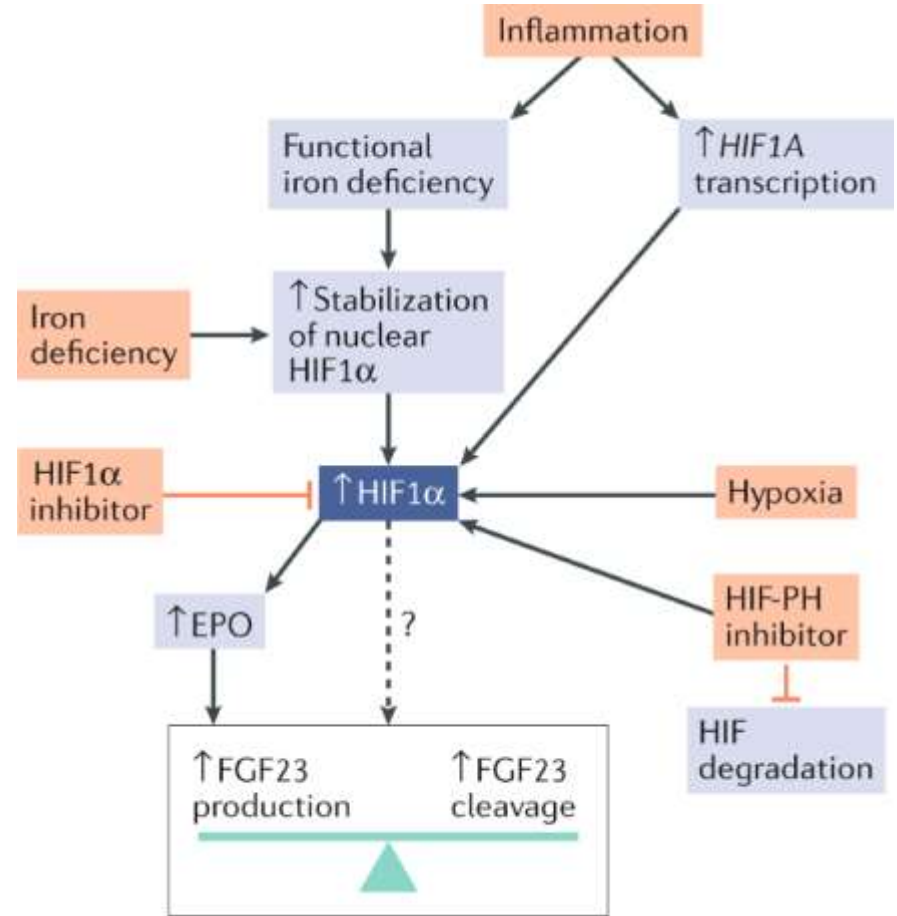 Inflammation
Functional
iron deficiency
↑HIF1A
transcription
Iron
deficiency
↑Stabilization
of nuclear
HIF1α
HIF1α
inhibitor
↑HIF1α
Hypoxia
↑EPO
?
HIF-PH
inhibitor
HIF
degradation
↑FGF23
production
↑FGF23
cleavage